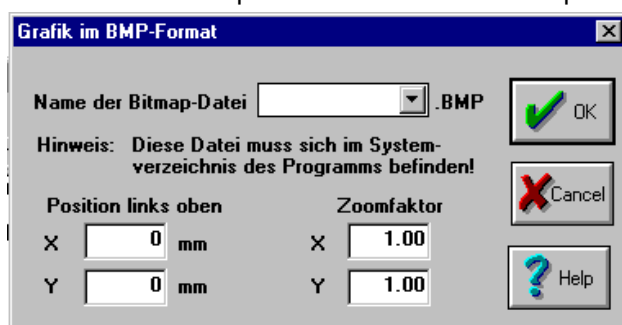 Grafik im BMP-Format
Name der Bitmap-Datei .BMP
OK
Hinweis: Diese Datei muss sich im System-
verzeichnis des Programms befinden!
Cancel
Position links oben Zoomfaktor
X 0 mm X 1.00
Y 0 mm Y 1.00
Help